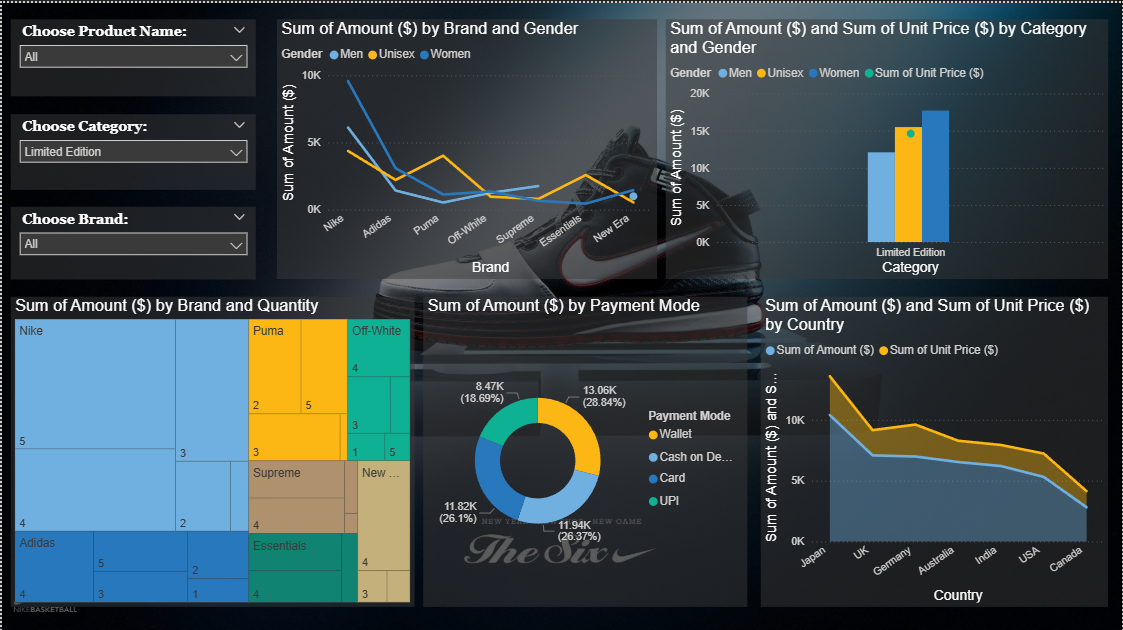 Choose Product Name:
All
Choose Category:
Limited Edition
Choose Brand:
All
Sum of Amount ($) by Brand and Gender
Gender Men Unisex Women
Sum of Amount ($)
10K
5K
0K
Nike
Adidas
Puma
Off-White
Supreme
Essentials
New Era
Brand
Sum of Amount ($) and Sum of Unit Price ($) by Category
and Gender
Gender Men Unisex Women Sum of Unit Price ($)
Sum of Amount ($)
20K
15K
10K
5K
0K
Limited Edition
Category
Sum of Amount ($) by Brand and Quantity
Nike
5
4
3
2
Adidas
4
5
3
2
1
Puma
2
5
3
Off-White
4
3
1
5
Supreme
4
Essentials
4
New ...
4
3
Sum of Amount ($) by Payment Mode
8.47K
(18.69%)
13.06K
(28.84%)
11.82K
(26.1%)
11.94K
(26.37%)
Payment Mode
Wallet
Cash on De...
Card
UPI
The Six
Sum of Amount ($) and Sum of Unit Price ($)
by Country
Sum of Amount ($) Sum of Unit Price ($)
Sum of Amount ($) and S...
10K
5K
0K
Japan
UK
Germany
Australia
India
USA
Canada
Country
NIKEBASKETBALL